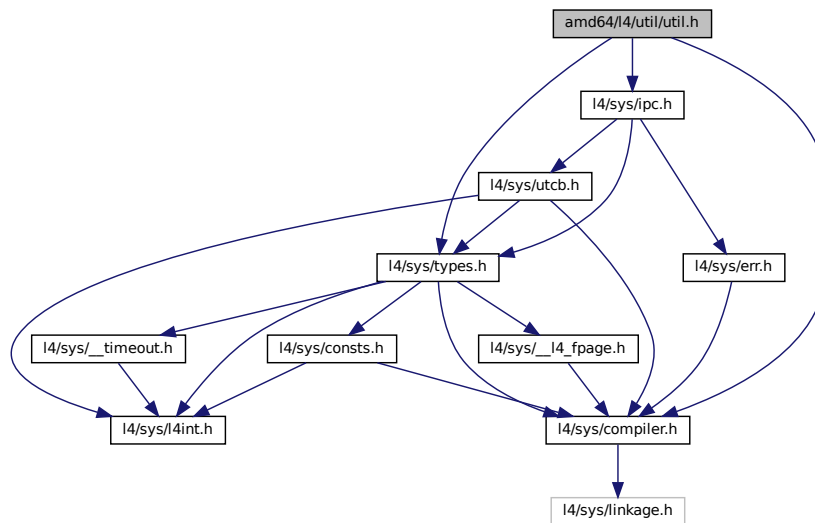 amd64/l4/util/util.h
l4/sys/ipc.h
l4/sys/utcb.h
l4/sys/types.h
l4/sys/err.h
l4/sys/__timeout.h
l4/sys/consts.h
l4/sys/__l4_fpage.h
l4/sys/l4int.h
l4/sys/compiler.h
l4/sys/linkage.h